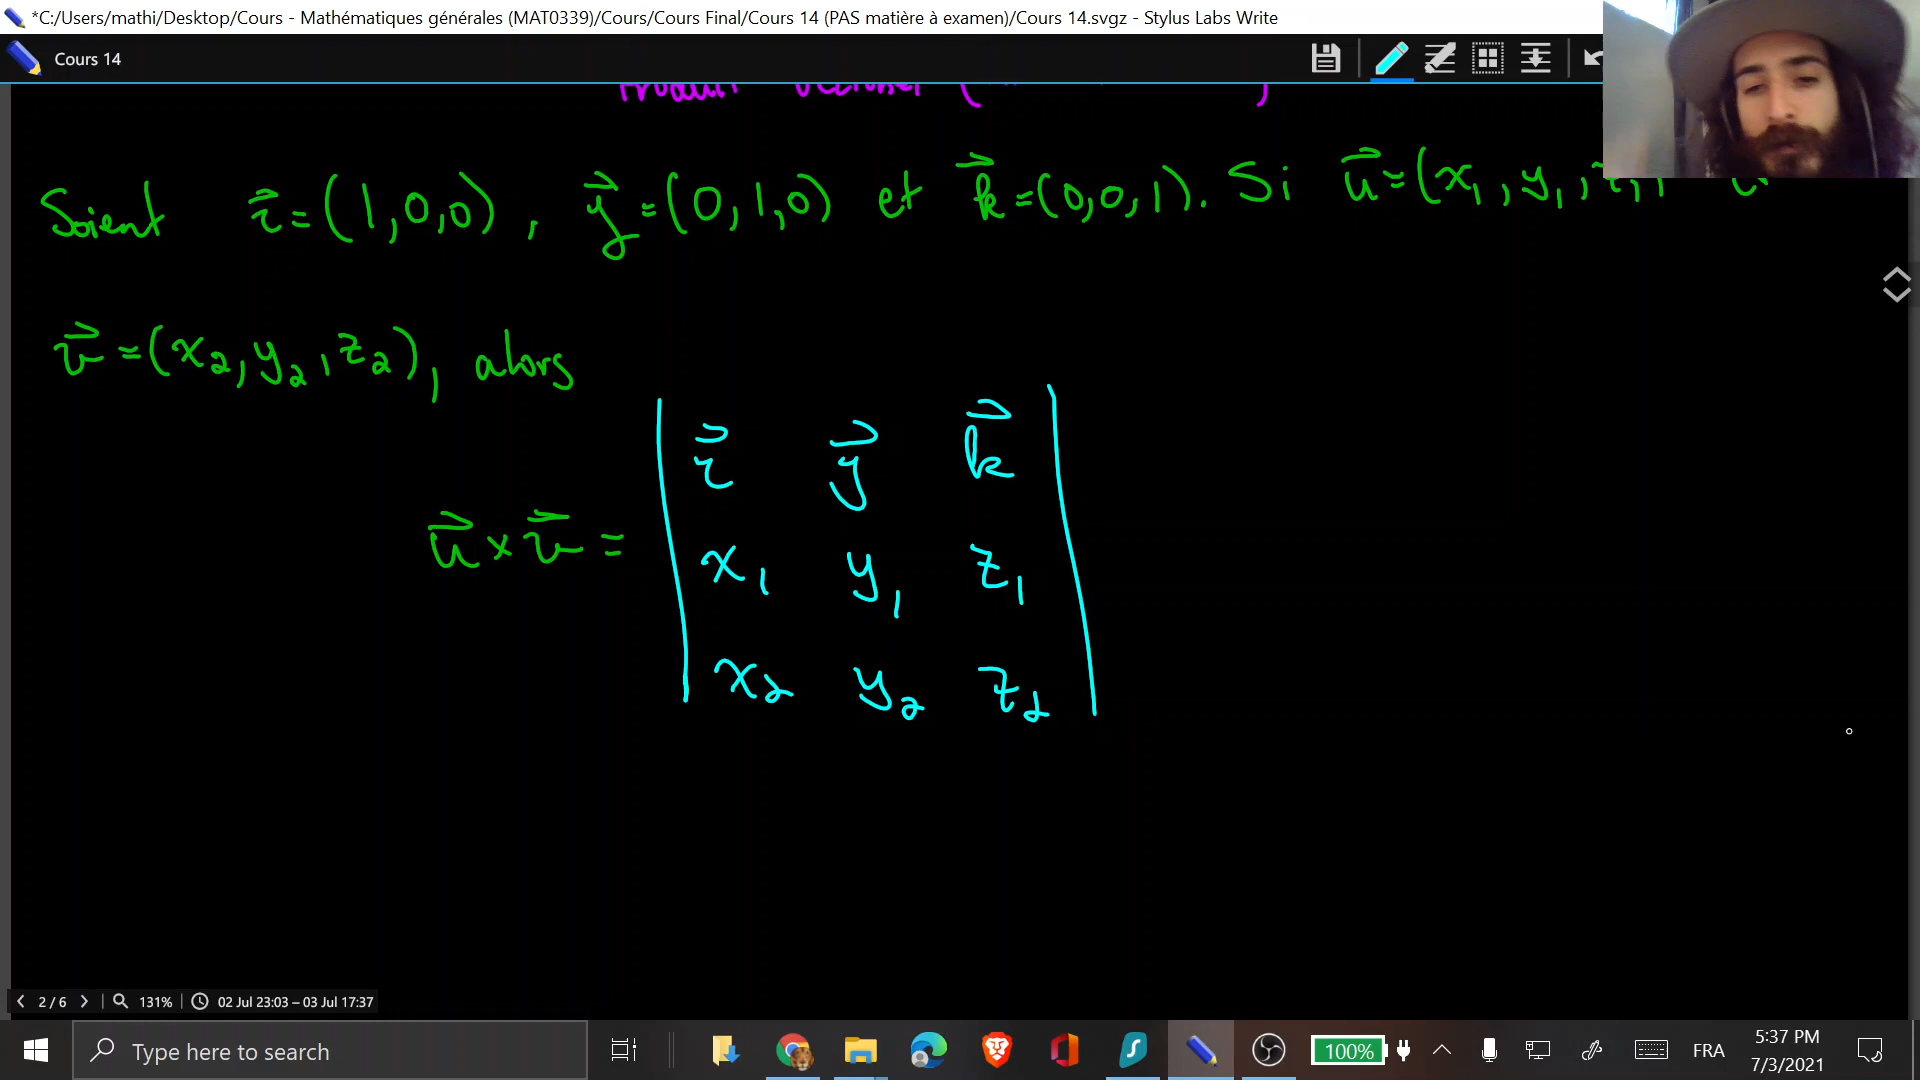 *C:/Users/mathi/Desktop/Cours - Mathématiques générales (MAT0339)/Cours/Cours Final/Cours 14 (PAS matière à examen)/Cours 14.svgz - Stylus Labs Write
Cours 14
Soient i⃗=(1,0,0), j⃗=(0,1,0) et k⃗=(0,0,1). Si u⃗=(x₁,y₁,z₁)
v⃗=(x₂,y₂,z₂), alors
i⃗ j⃗ k⃗
u⃗×v⃗=
x₁ y₁ z₁
x₂ y₂ z₂
2 / 6 131% 02 Jul 23:03 – 03 Jul 17:37
Type here to search 100% FRA 5:37 PM
7/3/2021